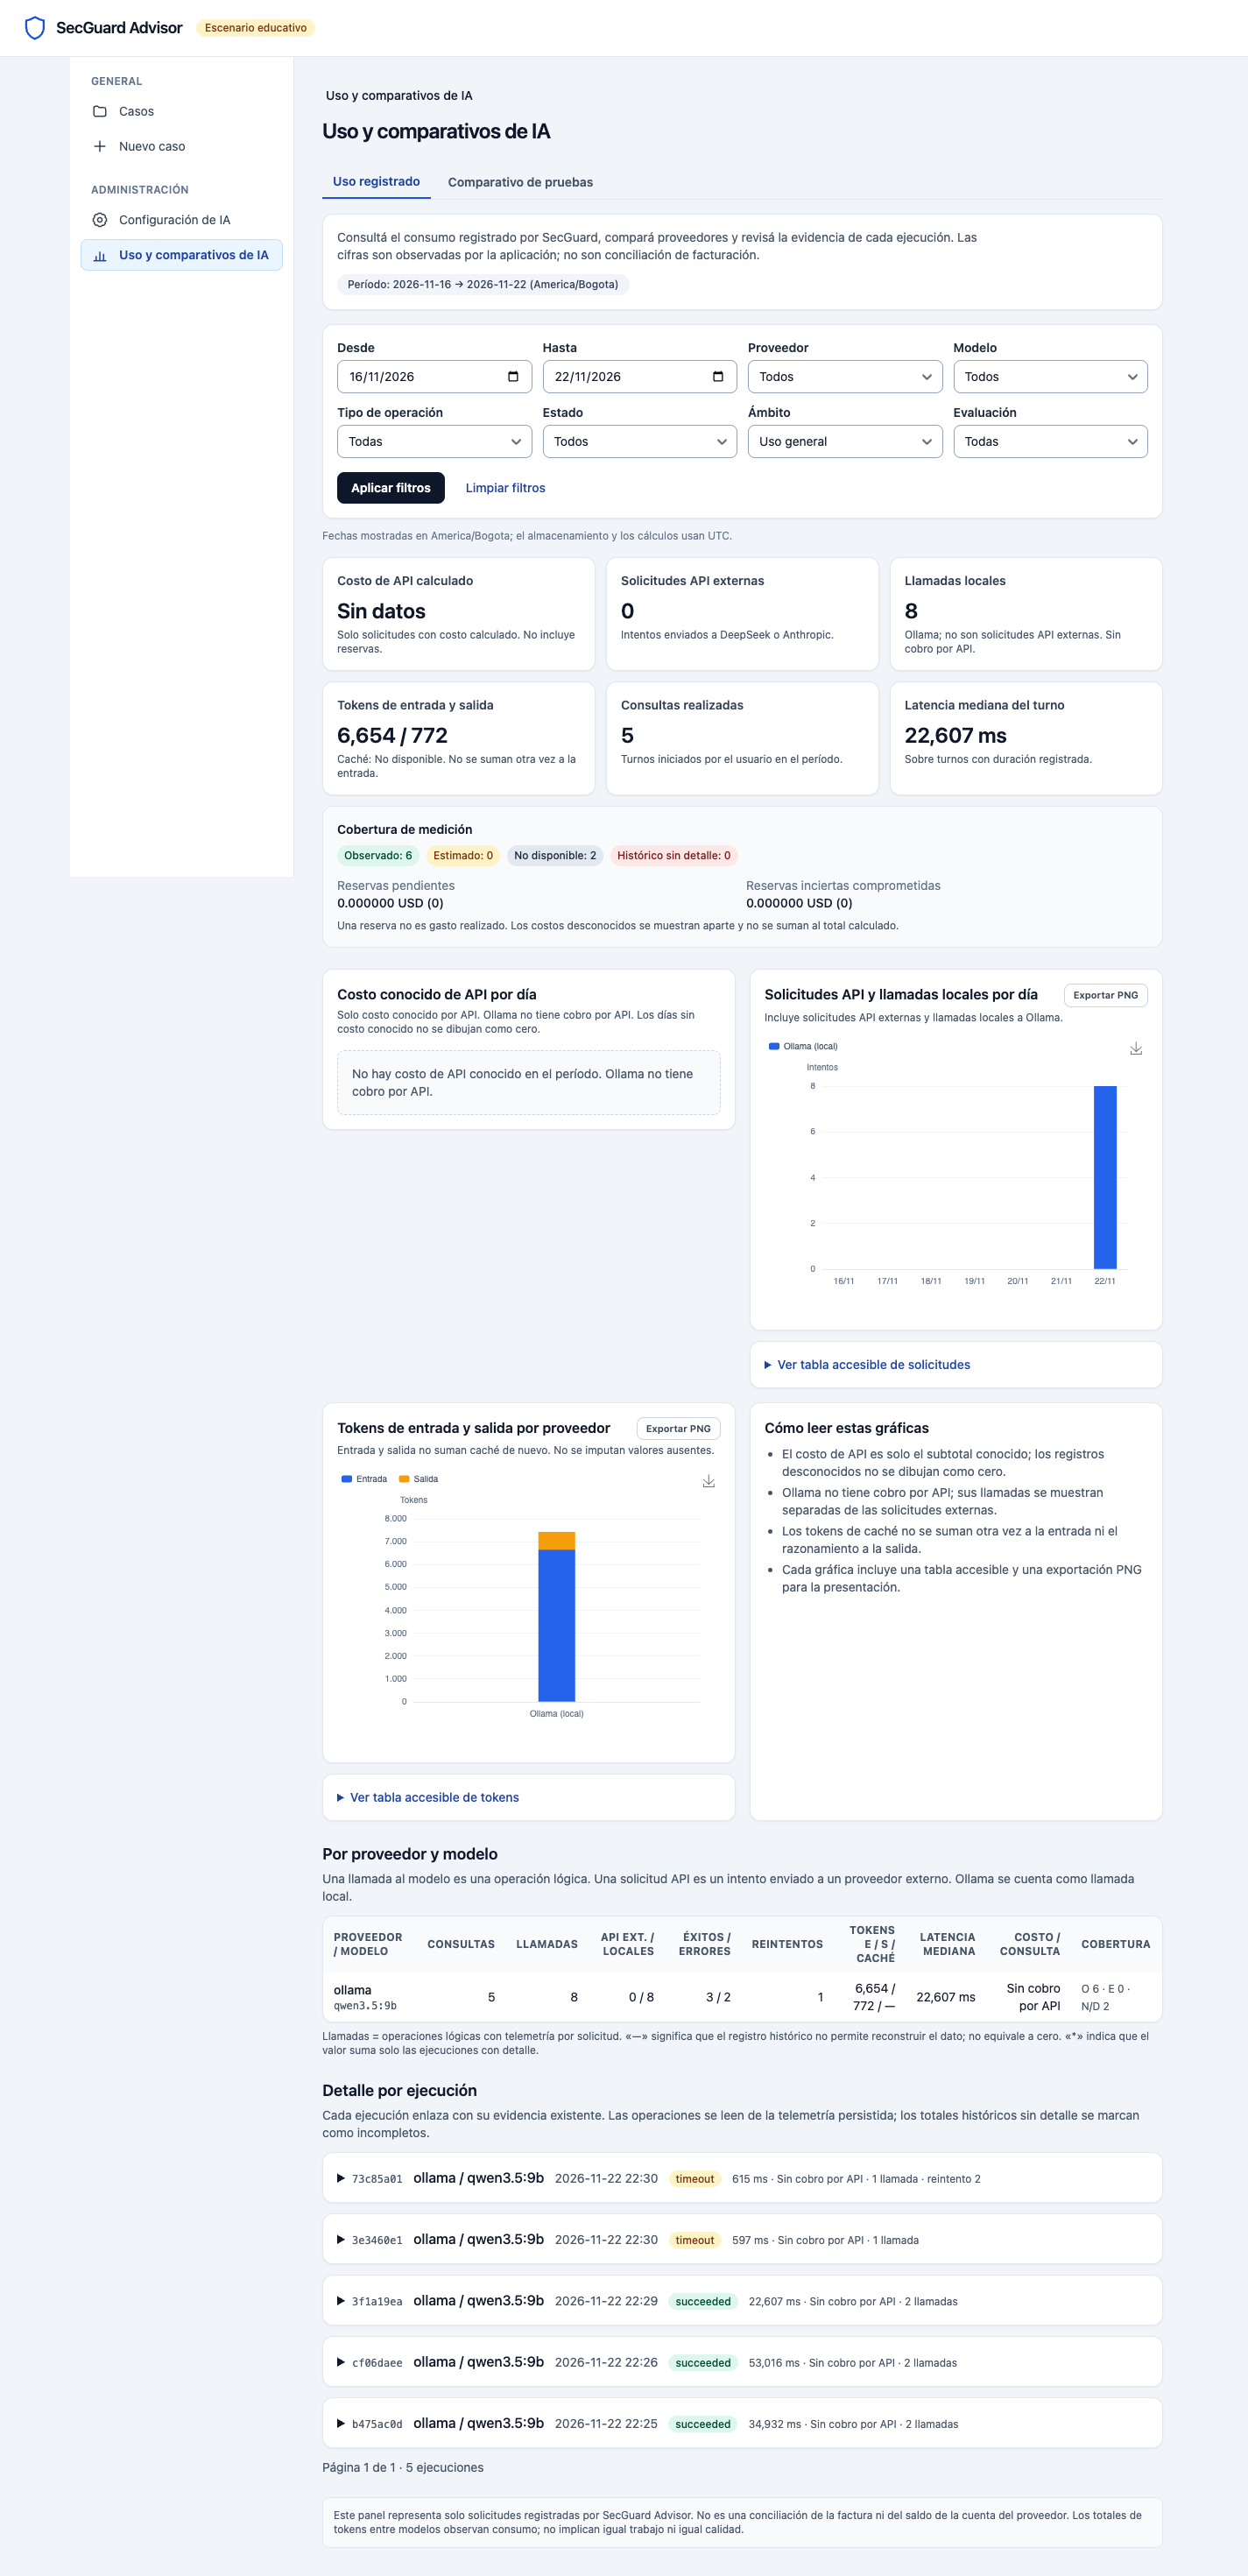 SecGuard Advisor
Escenario educativo
GENERAL
Casos
Nuevo caso
ADMINISTRACIÓN
Configuración de IA
Uso y comparativos de IA
Uso y comparativos de IA
Uso y comparativos de IA
Uso registrado
Comparativo de pruebas
Consultá el consumo registrado por SecGuard, compará proveedores y revisá la evidencia de cada ejecución. Las
cifras son observadas por la aplicación; no son conciliación de facturación.
Período: 2026-11-16 → 2026-11-22 (America/Bogota)
Desde
Hasta
Proveedor
Modelo
16/11/2026
22/11/2026
Todos
Todos
Tipo de operación
Estado
Ámbito
Evaluación
Todas
Todos
Uso general
Todas
Aplicar filtros
Limpiar filtros
Fechas mostradas en America/Bogota; el almacenamiento y los cálculos usan UTC.
Costo de API calculado
Sin datos
Solo solicitudes con costo calculado. No incluye
reservas.
Solicitudes API externas
0
Intentos enviados a DeepSeek o Anthropic.
Llamadas locales
8
Ollama; no son solicitudes API externas. Sin
cobro por API.
Tokens de entrada y salida
6,654 / 772
Caché: No disponible. No se suman otra vez a la
entrada.
Consultas realizadas
5
Turnos iniciados por el usuario en el período.
Latencia mediana del turno
22,607 ms
Sobre turnos con duración registrada.
Cobertura de medición
Observado: 6
Estimado: 0
No disponible: 2
Histórico sin detalle: 0
Reservas pendientes
0.000000 USD (0)
Reservas inciertas comprometidas
0.000000 USD (0)
Una reserva no es gasto realizado. Los costos desconocidos se muestran aparte y no se suman al total calculado.
Costo conocido de API por día
Solo costo conocido por API. Ollama no tiene cobro por API. Los días sin
costo conocido no se dibujan como cero.
No hay costo de API conocido en el período. Ollama no tiene
cobro por API.
Solicitudes API y llamadas locales por día
Exportar PNG
Incluye solicitudes API externas y llamadas locales a Ollama.
Ollama (local)
Intentos
8
6
4
2
0
16/11
17/11
18/11
19/11
20/11
21/11
22/11
Ver tabla accesible de solicitudes
Tokens de entrada y salida por proveedor
Exportar PNG
Entrada y salida no suman caché de nuevo. No se imputan valores ausentes.
Entrada
Salida
Tokens
8.000
7.000
6.000
5.000
4.000
3.000
2.000
1.000
0
Ollama (local)
Ver tabla accesible de tokens
Cómo leer estas gráficas
• El costo de API es solo el subtotal conocido; los registros
desconocidos no se dibujan como cero.
• Ollama no tiene cobro por API; sus llamadas se muestran
separadas de las solicitudes externas.
• Los tokens de caché no se suman otra vez a la entrada ni el
razonamiento a la salida.
• Cada gráfica incluye una tabla accesible y una exportación PNG
para la presentación.
Por proveedor y modelo
Una llamada al modelo es una operación lógica. Una solicitud API es un intento enviado a un proveedor externo. Ollama se cuenta como llamada
local.
PROVEEDOR / MODELO
CONSULTAS
LLAMADAS
API EXT. / LOCALES
ÉXITOS / ERRORES
REINTENTOS
TOKENS E / S / CACHÉ
LATENCIA MEDIANA
COSTO / CONSULTA
COBERTURA
ollama
qwen3.5:9b
5
8
0 / 8
3 / 2
1
6,654 / 772 / —
22,607 ms
Sin cobro por API
O 6 · E 0 · N/D 2
Llamadas = operaciones lógicas con telemetría por solicitud. «—» significa que el registro histórico no permite reconstruir el dato; no equivale a cero. «*» indica que el
valor suma solo las ejecuciones con detalle.
Detalle por ejecución
Cada ejecución enlaza con su evidencia existente. Las operaciones se leen de la telemetría persistida; los totales históricos sin detalle se marcan
como incompletos.
73c85a01 ollama / qwen3.5:9b 2026-11-22 22:30 timeout 615 ms · Sin cobro por API · 1 llamada · reintento 2
3e3460e1 ollama / qwen3.5:9b 2026-11-22 22:30 timeout 597 ms · Sin cobro por API · 1 llamada
3f1a19ea ollama / qwen3.5:9b 2026-11-22 22:29 succeeded 22,607 ms · Sin cobro por API · 2 llamadas
cf06daee ollama / qwen3.5:9b 2026-11-22 22:26 succeeded 53,016 ms · Sin cobro por API · 2 llamadas
b475ac0d ollama / qwen3.5:9b 2026-11-22 22:25 succeeded 34,932 ms · Sin cobro por API · 2 llamadas
Página 1 de 1 · 5 ejecuciones
Este panel representa solo solicitudes registradas por SecGuard Advisor. No es una conciliación de la factura ni del saldo de la cuenta del proveedor. Los totales de
tokens entre modelos observan consumo; no implican igual trabajo ni igual calidad.